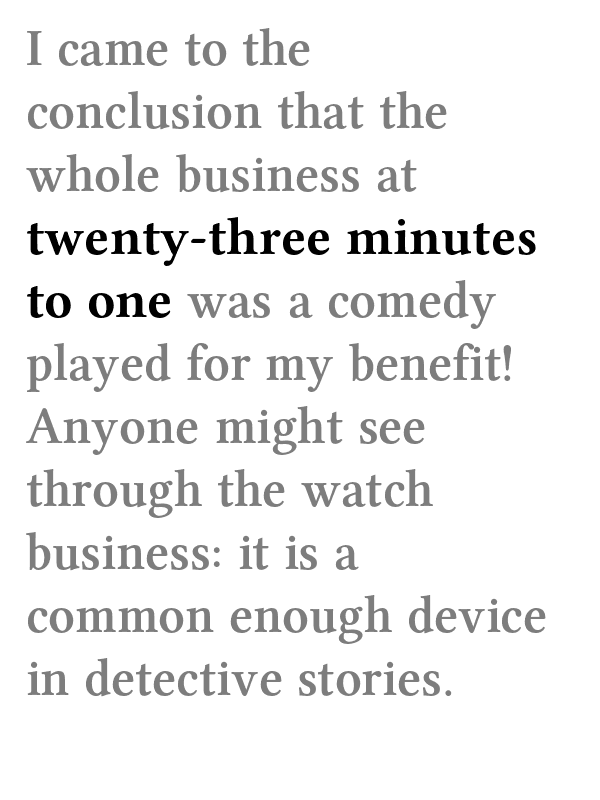 I came to the
conclusion that the
whole business at
twenty-three minutes
to one was a comedy
played for my benefit!
Anyone might see
through the watch
business: it is a
common enough device
in detective stories.